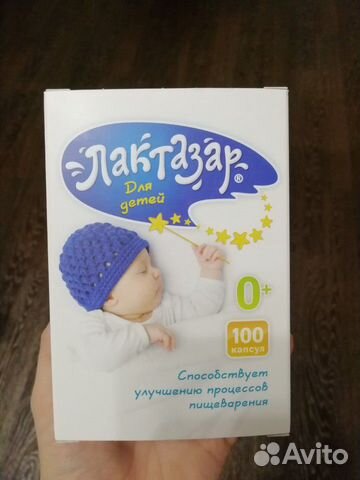 Лактазар®
Для
детей
0+
100
капсул
Способствует
улучшению процессов
пищеварения
Avito